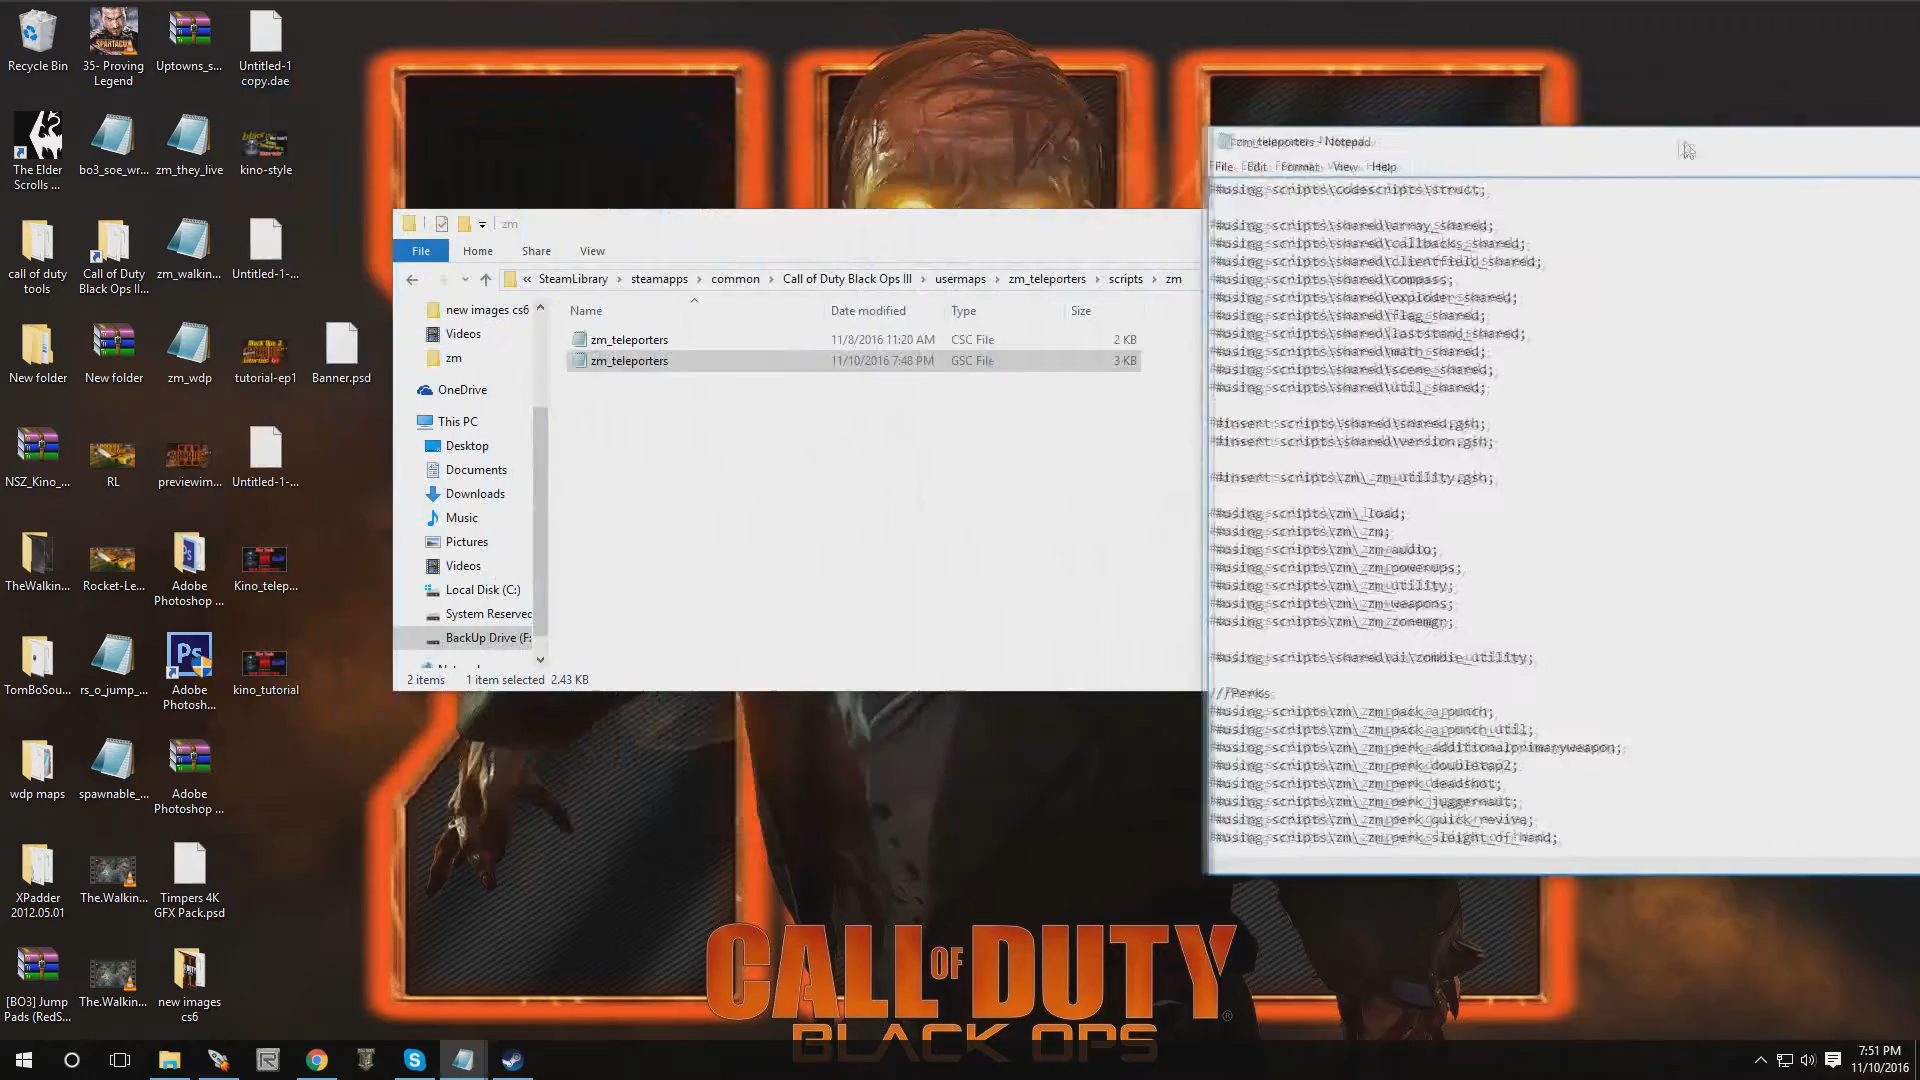 Recycle Bin
35- Proving Legend
Uptowns_s...
Untitled-1 copy.dae
The Elder Scrolls ...
bo3_soe_wr...
zm_they_live
kino-style
call of duty tools
Call of Duty Black Ops II...
zm_walkin...
Untitled-1-...
New folder
New folder
zm_wdp
tutorial-ep1
Banner.psd
NSZ_Kino_...
RL
previewim...
Untitled-1-...
TheWalkin...
Rocket-Le...
Adobe Photoshop ...
Kino_telep...
TomBoSou...
rs_o_jump_...
Adobe Photosh...
kino_tutorial
wdp maps
spawnable_...
Adobe Photoshop ...
XPadder 2012.05.01
The.Walkin...
Timpers 4K GFX Pack.psd
[BO3] Jump Pads (RedS...
The.Walkin...
new images cs6
zm
File Home Share View
« SteamLibrary › steamapps › common › Call of Duty Black Ops III › usermaps › zm_teleporters › scripts › zm
new images cs6
Videos
zm
OneDrive
This PC
Desktop
Documents
Downloads
Music
Pictures
Videos
Local Disk (C:)
System Reserved
BackUp Drive (F:
Name Date modified Type Size
zm_teleporters 11/8/2016 11:20 AM CSC File 2 KB
zm_teleporters 11/10/2016 7:48 PM GSC File 3 KB
2 items 1 item selected 2.43 KB
zm_teleporters - Notepad
File Edit Format View Help
#using scripts\codescripts\struct;
#using scripts\shared\array_shared;
#using scripts\shared\callbacks_shared;
#using scripts\shared\clientfield_shared;
#using scripts\shared\compass;
#using scripts\shared\exploder_shared;
#using scripts\shared\flag_shared;
#using scripts\shared\laststand_shared;
#using scripts\shared\math_shared;
#using scripts\shared\scene_shared;
#using scripts\shared\util_shared;
#insert scripts\shared\shared.gsh;
#insert scripts\shared\version.gsh;
#insert scripts\zm\_zm_utility.gsh;
#using scripts\zm\_load;
#using scripts\zm\_zm;
#using scripts\zm\_zm_audio;
#using scripts\zm\_zm_powerups;
#using scripts\zm\_zm_utility;
#using scripts\zm\_zm_weapons;
#using scripts\zm\_zm_zonemgr;
#using scripts\shared\ai\zombie_utility;
//Perks
#using scripts\zm\_zm_pack_a_punch;
#using scripts\zm\_zm_pack_a_punch_util;
#using scripts\zm\_zm_perk_additionalprimaryweapon;
#using scripts\zm\_zm_perk_doubletap2;
#using scripts\zm\_zm_perk_deadshot;
#using scripts\zm\_zm_perk_juggernaut;
#using scripts\zm\_zm_perk_quick_revive;
#using scripts\zm\_zm_perk_sleight_of_hand;
CALL OF DUTY
BLACK OPS
7:51 PM
11/10/2016